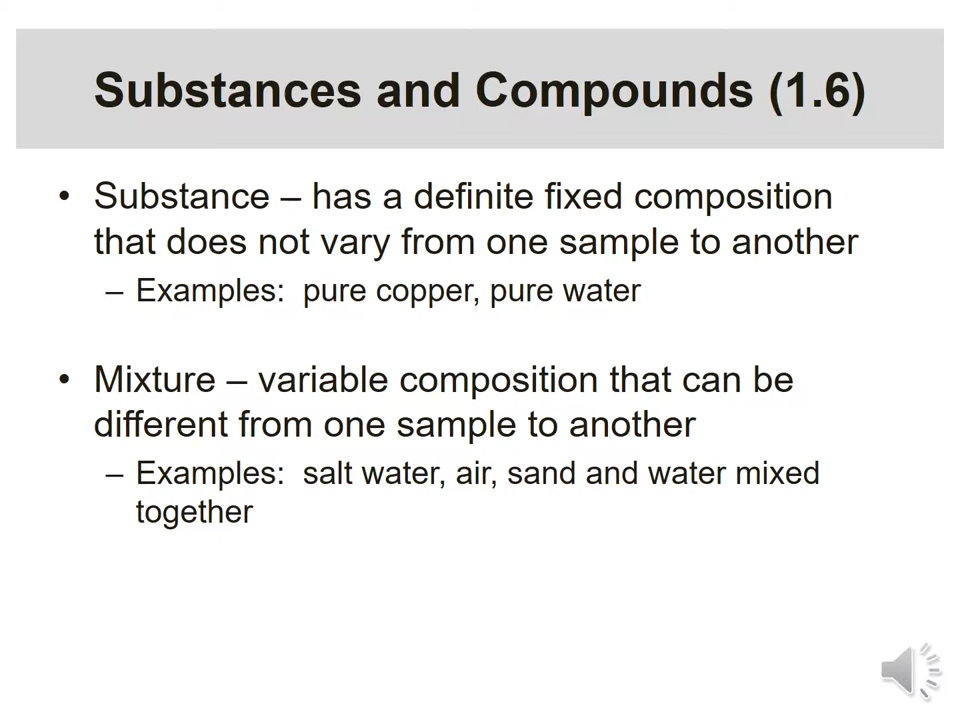 Substances and Compounds (1.6)
• Substance – has a definite fixed composition
that does not vary from one sample to another
– Examples:  pure copper, pure water
• Mixture – variable composition that can be
different from one sample to another
– Examples:  salt water, air, sand and water mixed
together